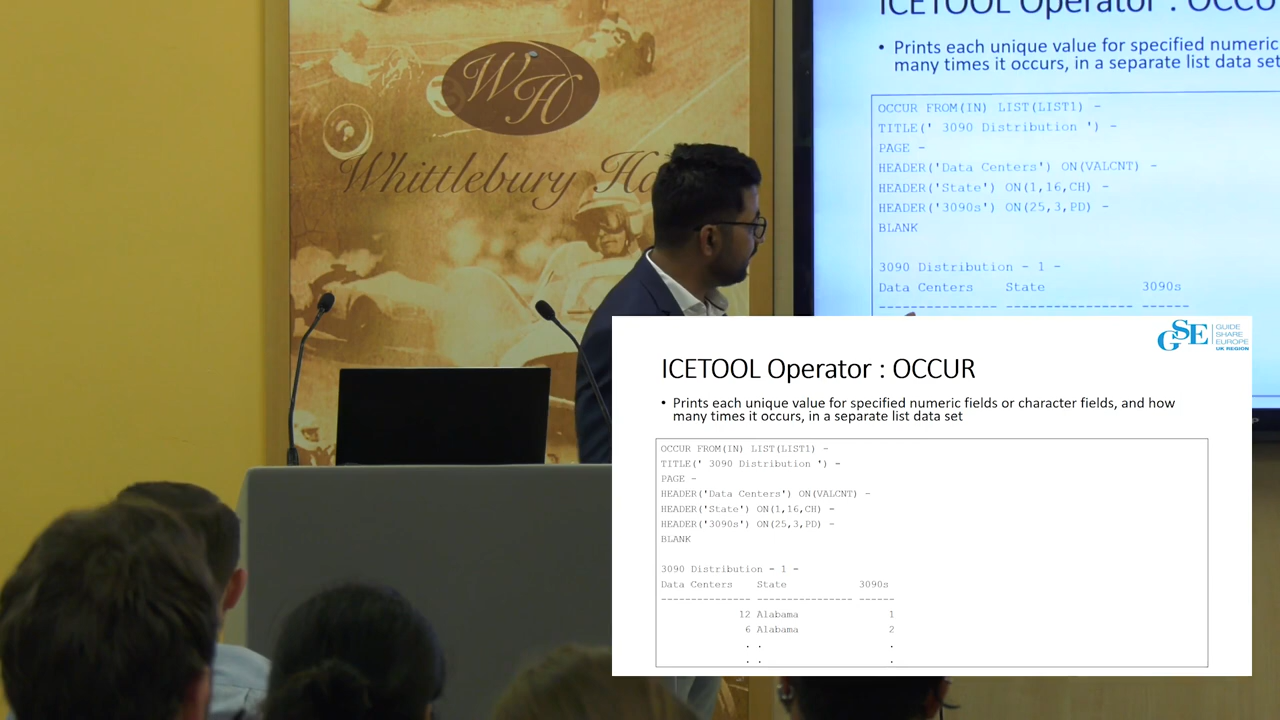 WH
Whittlebury
ICETOOL Operator : OCCU
• Prints each unique value for specified numeric
many times it occurs, in a separate list data set
OCCUR FROM(IN) LIST(LIST1) -
TITLE(' 3090 Distribution ') -
PAGE -
HEADER('Data Centers') ON(VALCNT) -
HEADER('State') ON(1,16,CH) -
HEADER('3090s') ON(25,3,PD) -
BLANK
3090 Distribution - 1 -
Data Centers State 3090s
--------------- ---------------- ------
GSE GUIDE
SHARE
EUROPE
UK REGION
ICETOOL Operator : OCCUR
• Prints each unique value for specified numeric fields or character fields, and how
many times it occurs, in a separate list data set
OCCUR FROM(IN) LIST(LIST1) -
TITLE(' 3090 Distribution ') -
PAGE -
HEADER('Data Centers') ON(VALCNT) -
HEADER('State') ON(1,16,CH) -
HEADER('3090s') ON(25,3,PD) -
BLANK
3090 Distribution - 1 -
Data Centers State 3090s
--------------- ---------------- ------
12 Alabama 1
6 Alabama 2
. . .
. . .